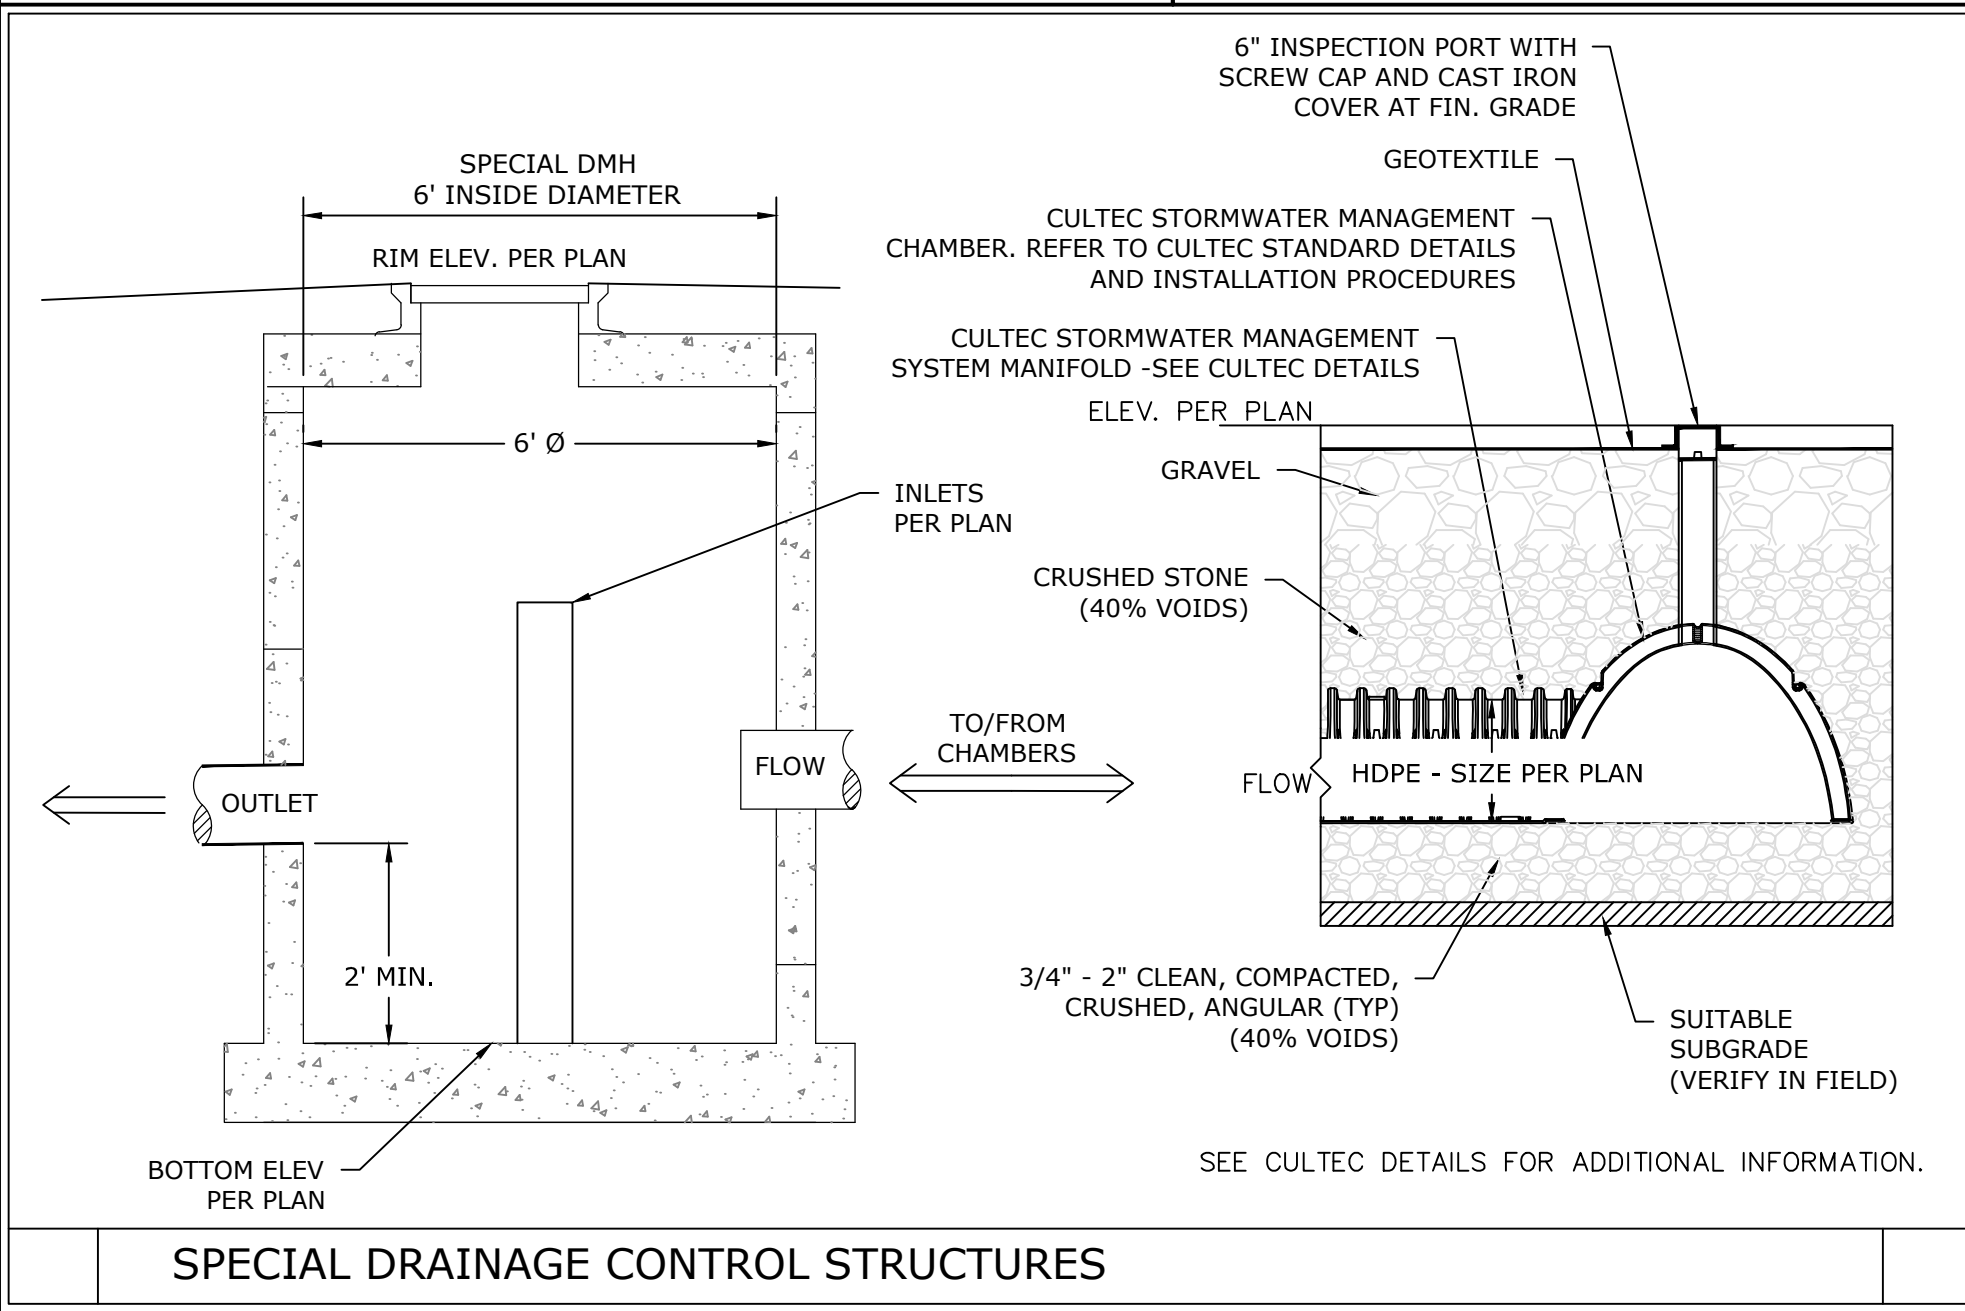 6" INSPECTION PORT WITH
SCREW CAP AND CAST IRON
COVER AT FIN. GRADE
GEOTEXTILE
SPECIAL DMH
6' INSIDE DIAMETER
CULTEC STORMWATER MANAGEMENT
CHAMBER. REFER TO CULTEC STANDARD DETAILS
AND INSTALLATION PROCEDURES
RIM ELEV. PER PLAN
CULTEC STORMWATER MANAGEMENT
SYSTEM MANIFOLD -SEE CULTEC DETAILS
ELEV. PER PLAN
6' Ø
GRAVEL
INLETS
PER PLAN
CRUSHED STONE
(40% VOIDS)
TO/FROM
CHAMBERS
FLOW
FLOW
HDPE - SIZE PER PLAN
OUTLET
2' MIN.
3/4" - 2" CLEAN, COMPACTED,
CRUSHED, ANGULAR (TYP)
(40% VOIDS)
SUITABLE
SUBGRADE
(VERIFY IN FIELD)
BOTTOM ELEV
PER PLAN
SEE CULTEC DETAILS FOR ADDITIONAL INFORMATION.
SPECIAL DRAINAGE CONTROL STRUCTURES